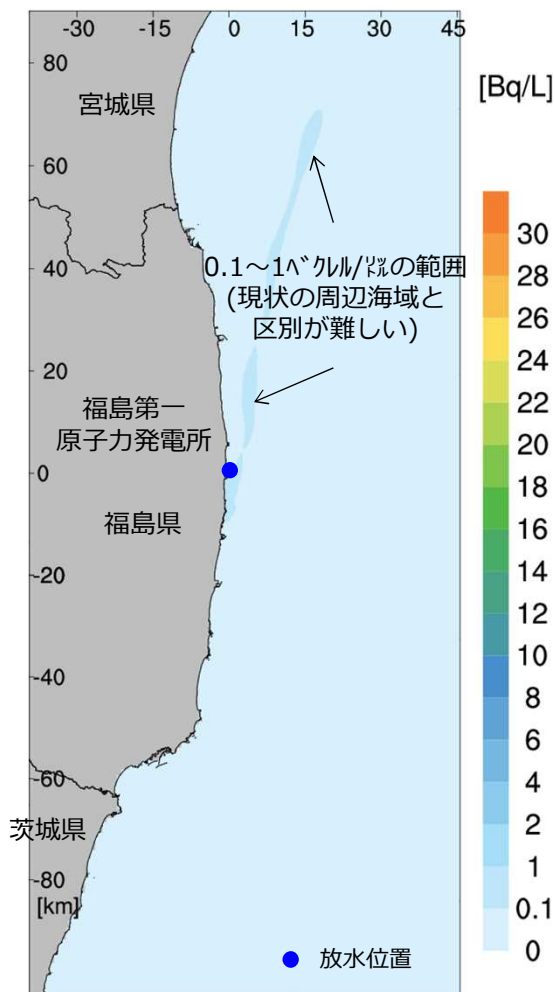 -30 -15 0 15 30 45
80
60
40
20
0
-20
-40
-60
-80
[km]
宮城県
0.1～1ﾍﾞｸﾚﾙ/㍑の範囲
(現状の周辺海域と
区別が難しい)
福島第一
原子力発電所
福島県
茨城県
放水位置
[Bq/L]
30
28
26
24
22
20
18
16
14
12
10
8
6
4
2
1
0.1
0